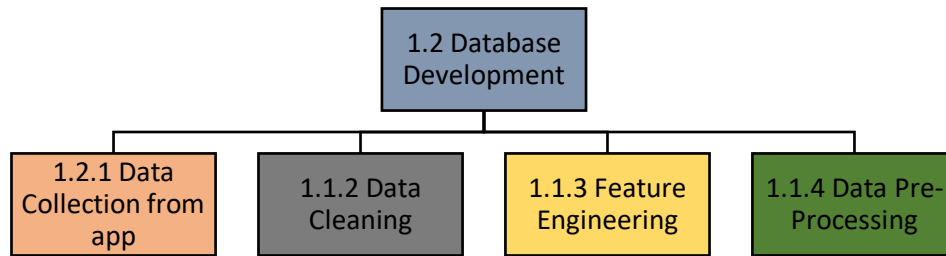 1.2 Database
Development
1.2.1 Data
Collection from
app
1.1.2 Data
Cleaning
1.1.3 Feature
Engineering
1.1.4 Data Pre-
Processing